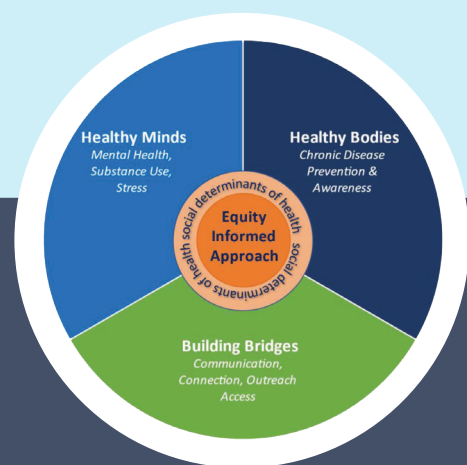 Healthy Minds
Mental Health,
Substance Use,
Stress
Healthy Bodies
Chronic Disease
Prevention &
Awareness
social determinants of health
social determinants of health
Equity
Informed
Approach
Building Bridges
Communication,
Connection, Outreach
Access